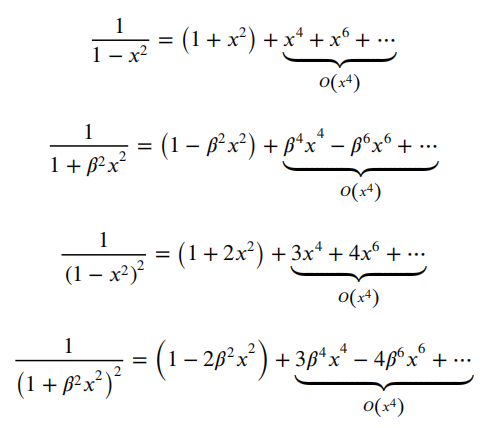 1/(1 − x²) = (1 + x²) + x⁴ + x⁶ + ⋯
O(x⁴)
1/(1 + β²x²) = (1 − β²x²) + β⁴x⁴ − β⁶x⁶ + ⋯
O(x⁴)
1/(1 − x²)² = (1 + 2x²) + 3x⁴ + 4x⁶ + ⋯
O(x⁴)
1/(1 + β²x²)² = (1 − 2β²x²) + 3β⁴x⁴ − 4β⁶x⁶ + ⋯
O(x⁴)